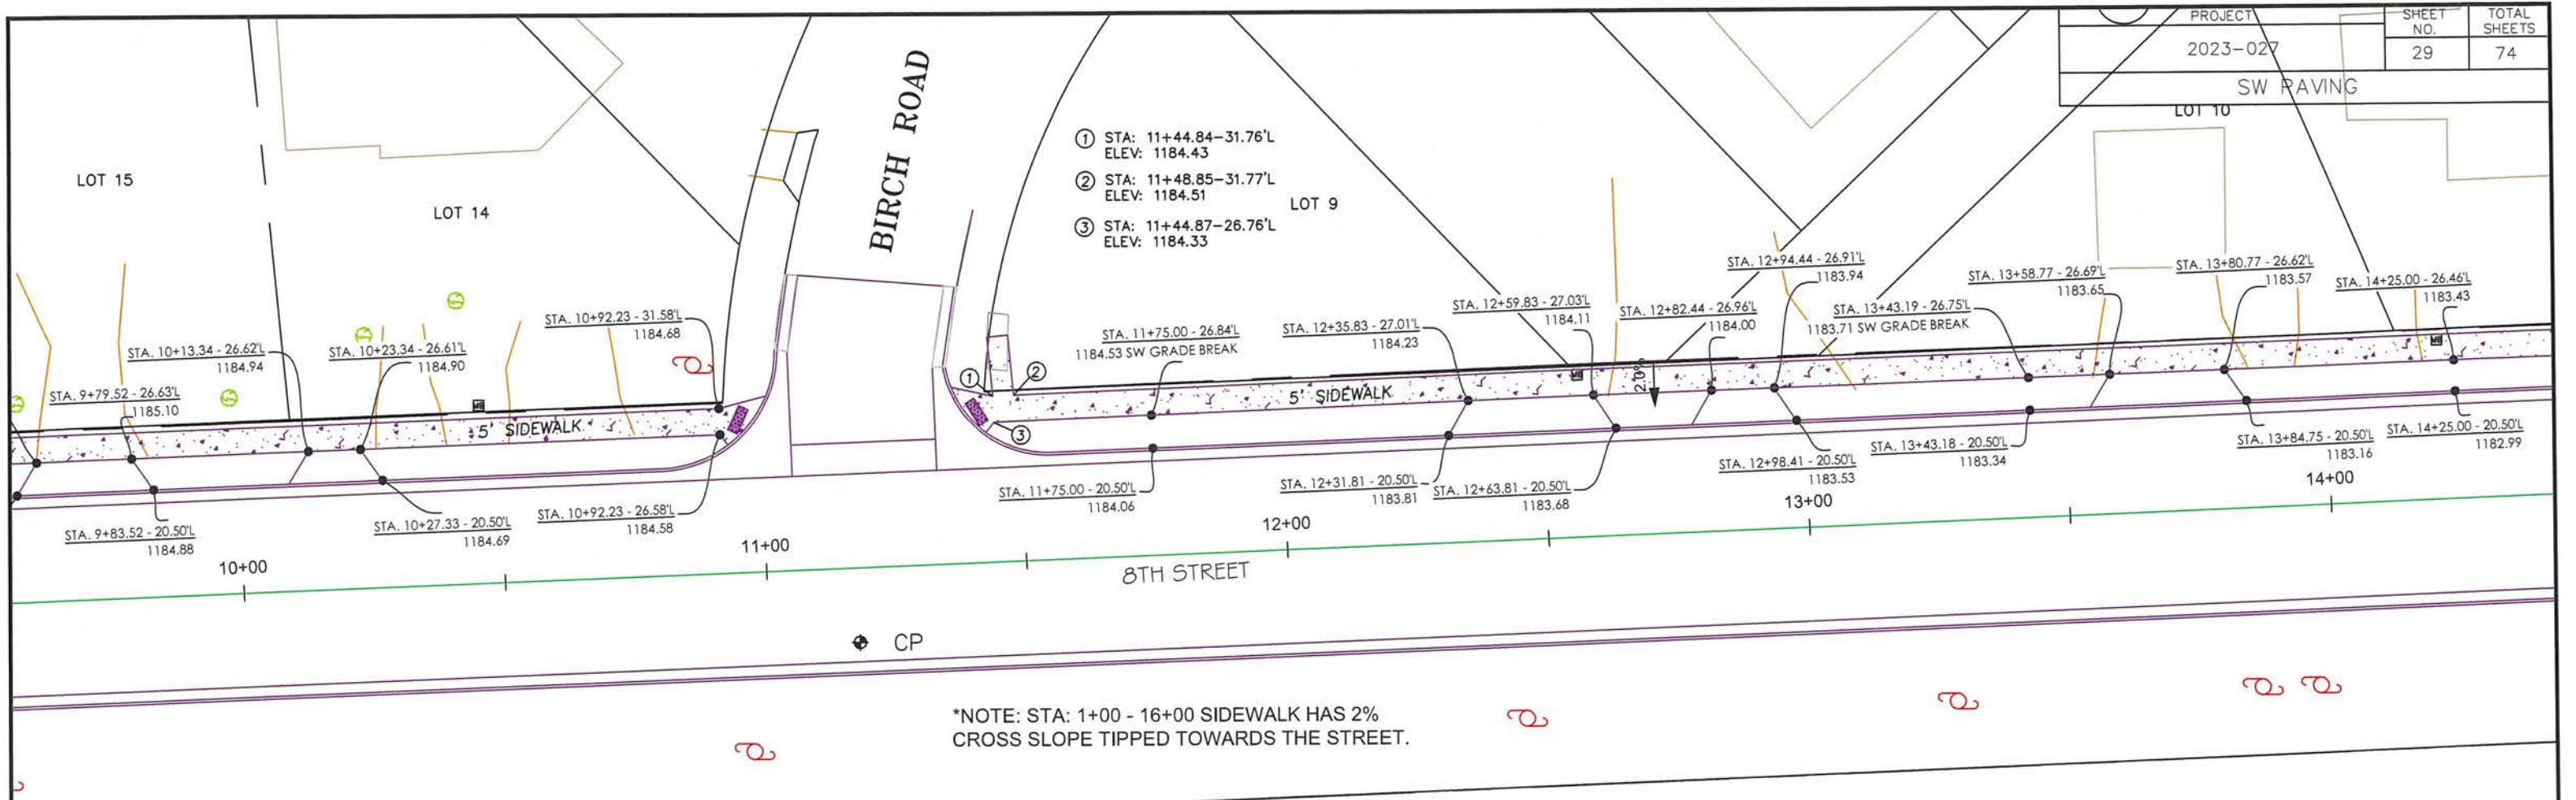 PROJECT
SHEET
NO.
TOTAL
SHEETS
2023-027
29
74
SW PAVING
LOT 10
BIRCH ROAD
① STA: 11+44.84-31.76'L
ELEV: 1184.43
② STA: 11+48.85-31.77'L
ELEV: 1184.51
③ STA: 11+44.87-26.76'L
ELEV: 1184.33
LOT 15
LOT 14
LOT 9
STA. 9+79.52 - 26.63'L
1185.10
STA. 10+13.34 - 26.62'L
1184.94
STA. 10+23.34 - 26.61'L
1184.90
STA. 10+92.23 - 31.58'L
1184.68
STA. 11+75.00 - 26.84'L
1184.53 SW GRADE BREAK
STA. 12+35.83 - 27.01'L
1184.23
STA. 12+59.83 - 27.03'L
1184.11
STA. 12+82.44 - 26.96'L
1184.00
STA. 12+94.44 - 26.91'L
1183.94
STA. 13+43.19 - 26.75'L
1183.71 SW GRADE BREAK
STA. 13+58.77 - 26.69'L
1183.65
STA. 13+80.77 - 26.62'L
1183.57
STA. 14+25.00 - 26.46'L
1183.43
MB
5' SIDEWALK
①
②
③
5' SIDEWALK
MB
2.0%
MB
STA. 9+83.52 - 20.50'L
1184.88
STA. 10+27.33 - 20.50'L
1184.69
STA. 10+92.23 - 26.58'L
1184.58
STA. 11+75.00 - 20.50'L
1184.06
STA. 12+31.81 - 20.50'L
1183.81
STA. 12+63.81 - 20.50'L
1183.68
STA. 12+98.41 - 20.50'L
1183.53
STA. 13+43.18 - 20.50'L
1183.34
STA. 13+84.75 - 20.50'L
1183.16
STA. 14+25.00 - 20.50'L
1182.99
10+00
11+00
12+00
13+00
14+00
8TH STREET
CP
*NOTE: STA: 1+00 - 16+00 SIDEWALK HAS 2%
CROSS SLOPE TIPPED TOWARDS THE STREET.